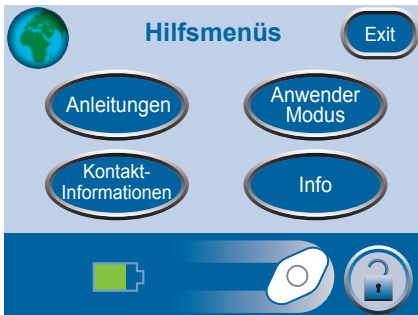 Hilfsmenüs
Exit
Anleitungen
Anwender
Modus
Kontakt-
Informationen
Info